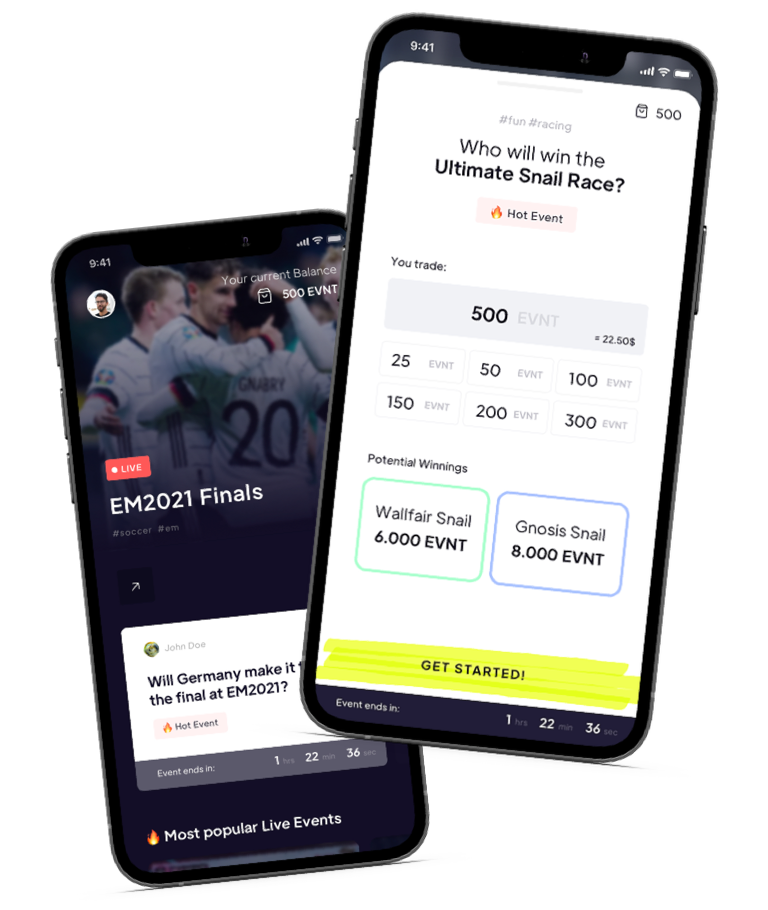 9:41
500
#fun #racing
Who will win the
Ultimate Snail Race?
🔥 Hot Event
You trade:
500 EVNT
= 22.50$
25 EVNT
50 EVNT
100 EVNT
150 EVNT
200 EVNT
300 EVNT
Potential Winnings
Wallfair Snail
6.000 EVNT
Gnosis Snail
8.000 EVNT
GET STARTED!
Event ends in:
1 hrs 22 min 36 sec
9:41
Your current Balance
500 EVNT
GNABRY
20
LIVE
EM2021 Finals
#soccer #em
John Doe
Will Germany make it
the final at EM2021?
🔥 Hot Event
Event ends in:
1 hrs 22 min 36 sec
🔥 Most popular Live Events